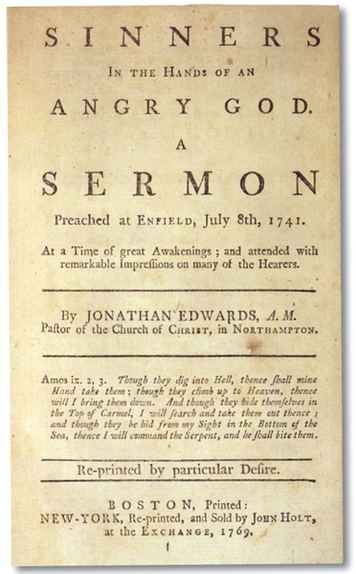 SINNERS
IN THE HANDS OF AN
ANGRY GOD.
A
SERMON
Preached at ENFIELD, July 8th, 1741.
At a Time of great Awakenings ; and attended with
remarkable Impreſſions on many of the Hearers.
By JONATHAN EDWARDS, A. M.
Paſtor of the Church of CHRIST, in NORTHAMPTON.
Amos ix. 2, 3. Though they dig into Hell, thence ſhall mine
Hand take them ; though they climb up to Heaven, thence
will I bring them down. And though they hide themſelves in
the Top of Carmel, I will ſearch and take them out thence ;
and though they be hid from my Sight in the Bottom of the
Sea, thence I will command the Serpent, and he ſhall bite them.
Re-printed by particular Deſire.
BOSTON, Printed :
NEW-YORK, Re-printed, and Sold by JOHN HOLT,
at the EXCHANGE, 1769.